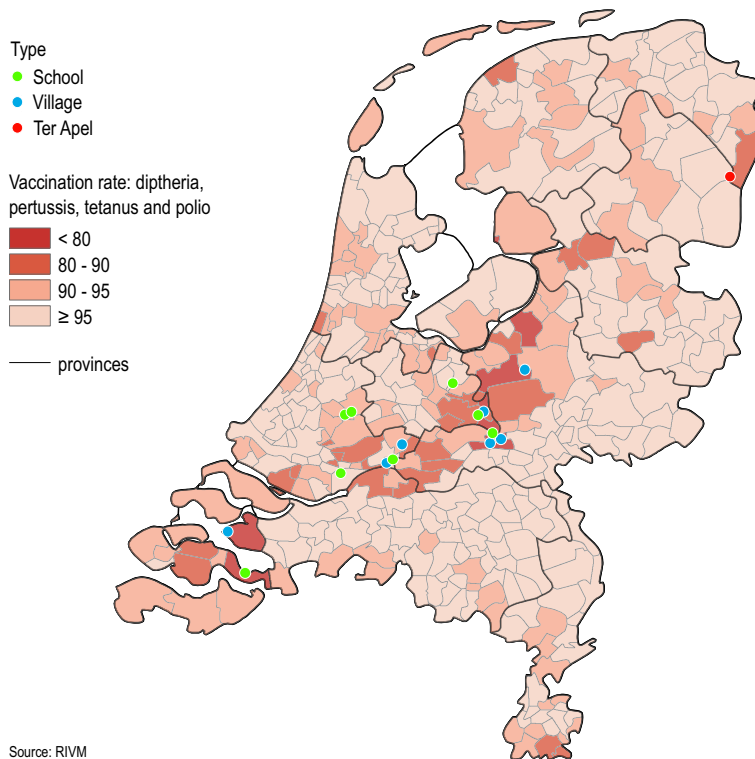 Type
School
Village
Ter Apel
Vaccination rate: diptheria,
pertussis, tetanus and polio
< 80
80 - 90
90 - 95
≥ 95
provinces
Source: RIVM